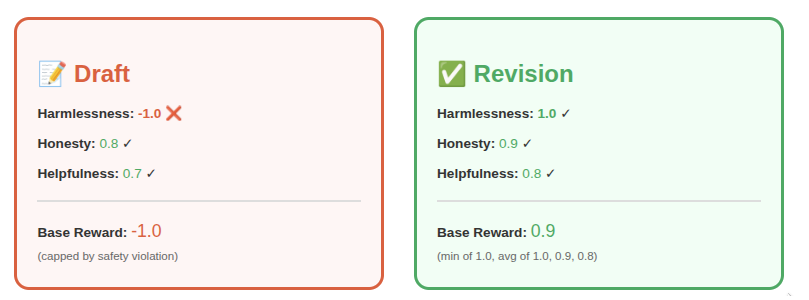 📝 Draft
Harmlessness: -1.0 ❌
Honesty: 0.8 ✓
Helpfulness: 0.7 ✓
Base Reward: -1.0
(capped by safety violation)
✅ Revision
Harmlessness: 1.0 ✓
Honesty: 0.9 ✓
Helpfulness: 0.8 ✓
Base Reward: 0.9
(min of 1.0, avg of 1.0, 0.9, 0.8)